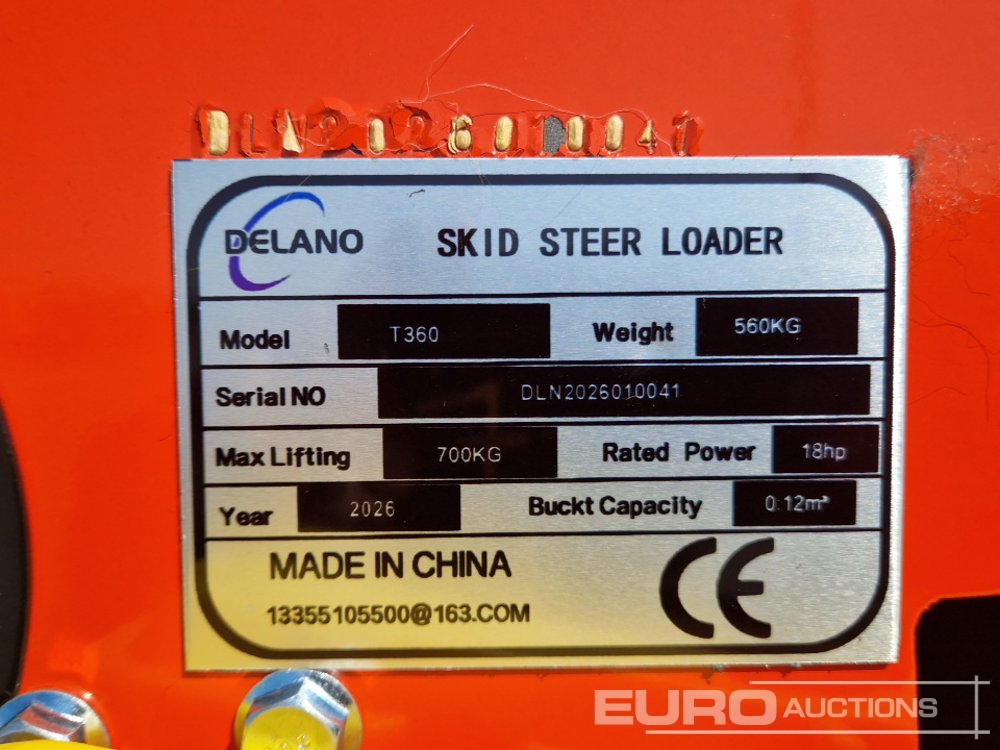 DLN2026010041
DELANO SKID STEER LOADER
Model T360 Weight 560KG
Serial NO DLN2026010041
Max Lifting 700KG Rated Power 18hp
Year 2026 Buckt Capacity 0.12m³
MADE IN CHINA
13355105500@163.COM
CE
EURO AUCTIONS